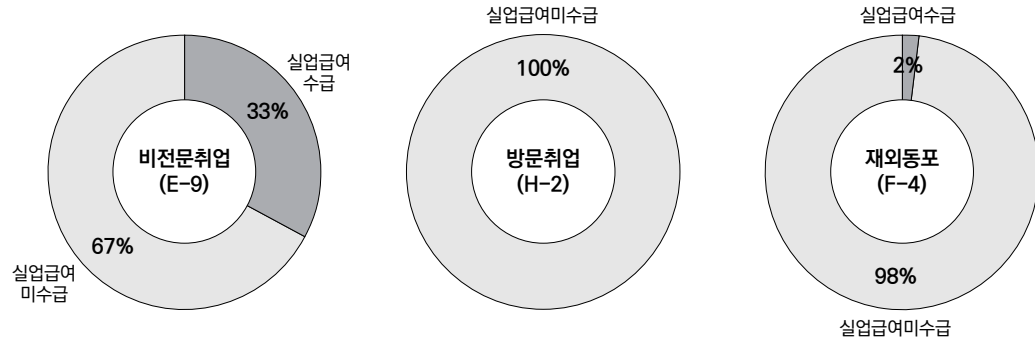 실업급여
수급
33%
비전문취업
(E-9)
67%
실업급여
미수급
실업급여미수급
100%
방문취업
(H-2)
실업급여수급
2%
재외동포
(F-4)
98%
실업급여미수급